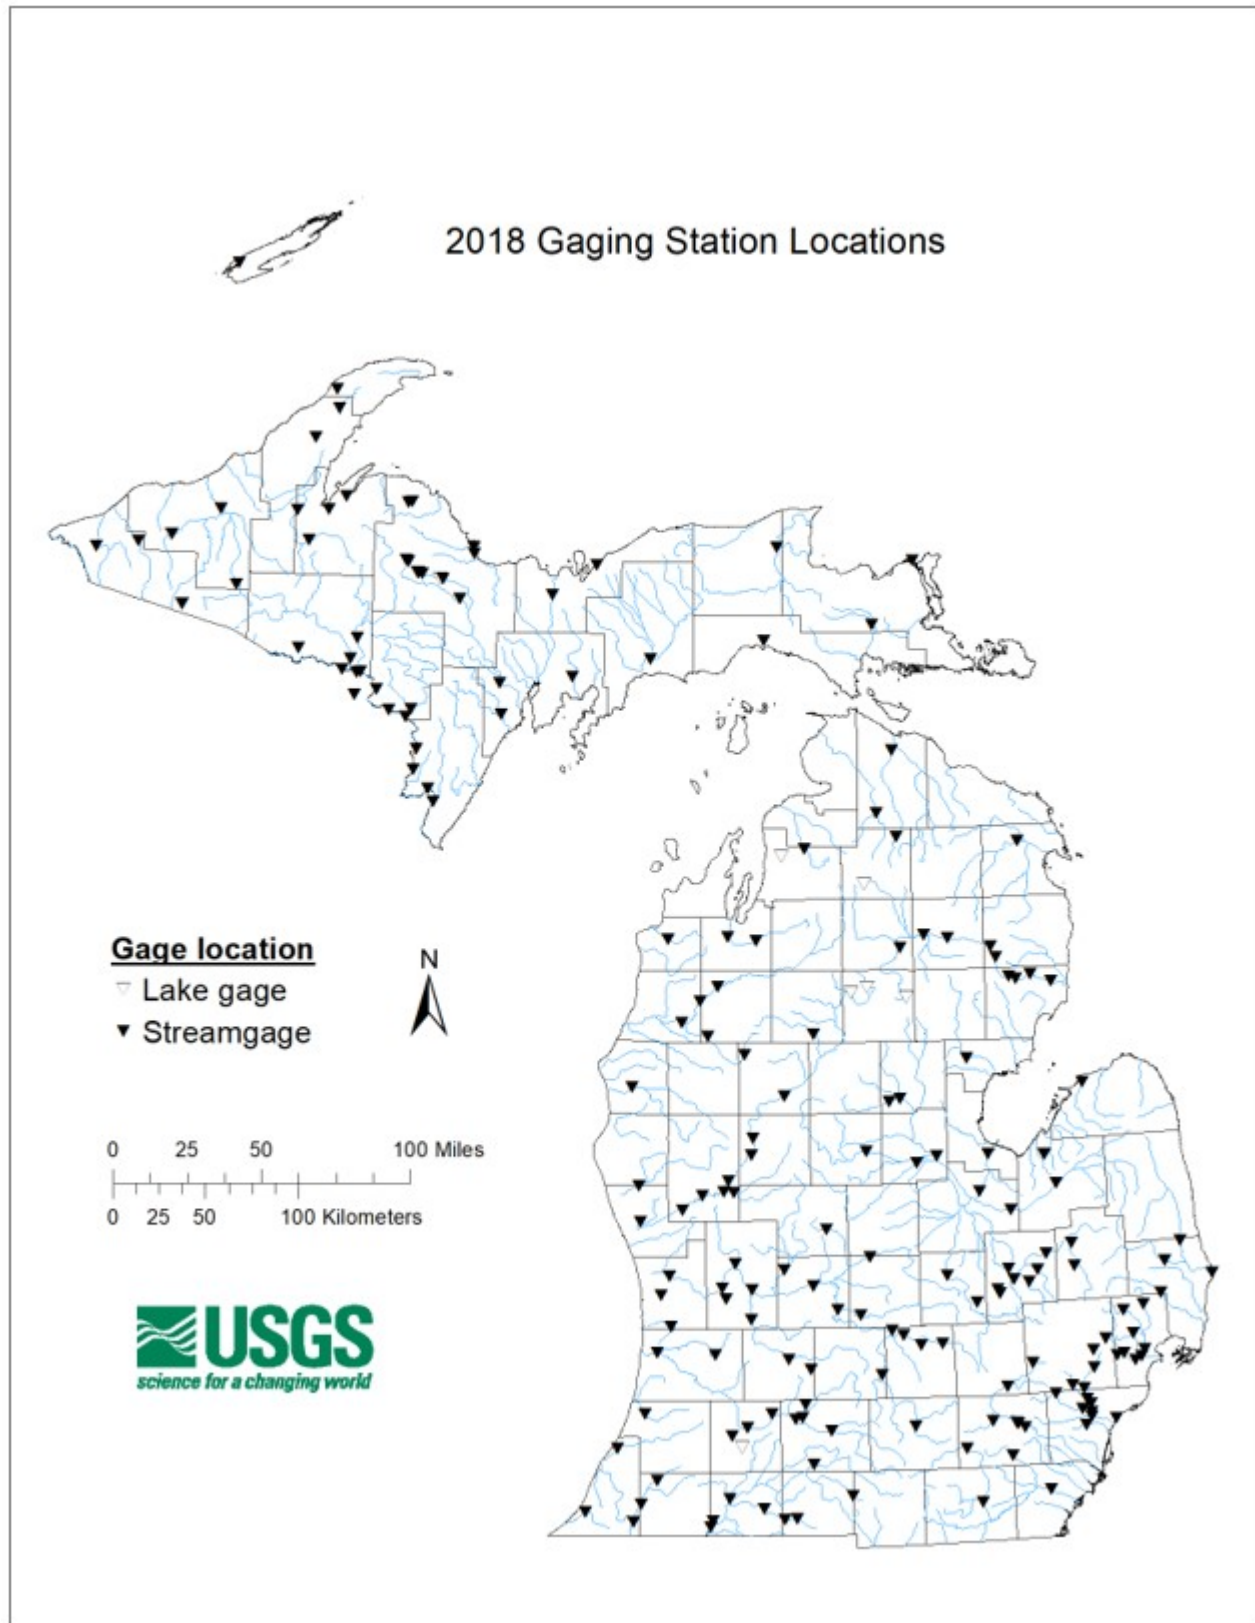 2018 Gaging Station Locations
Gage location
Lake gage
Streamgage
N
0 25 50 100 Miles
0 25 50 100 Kilometers
USGS
science for a changing world